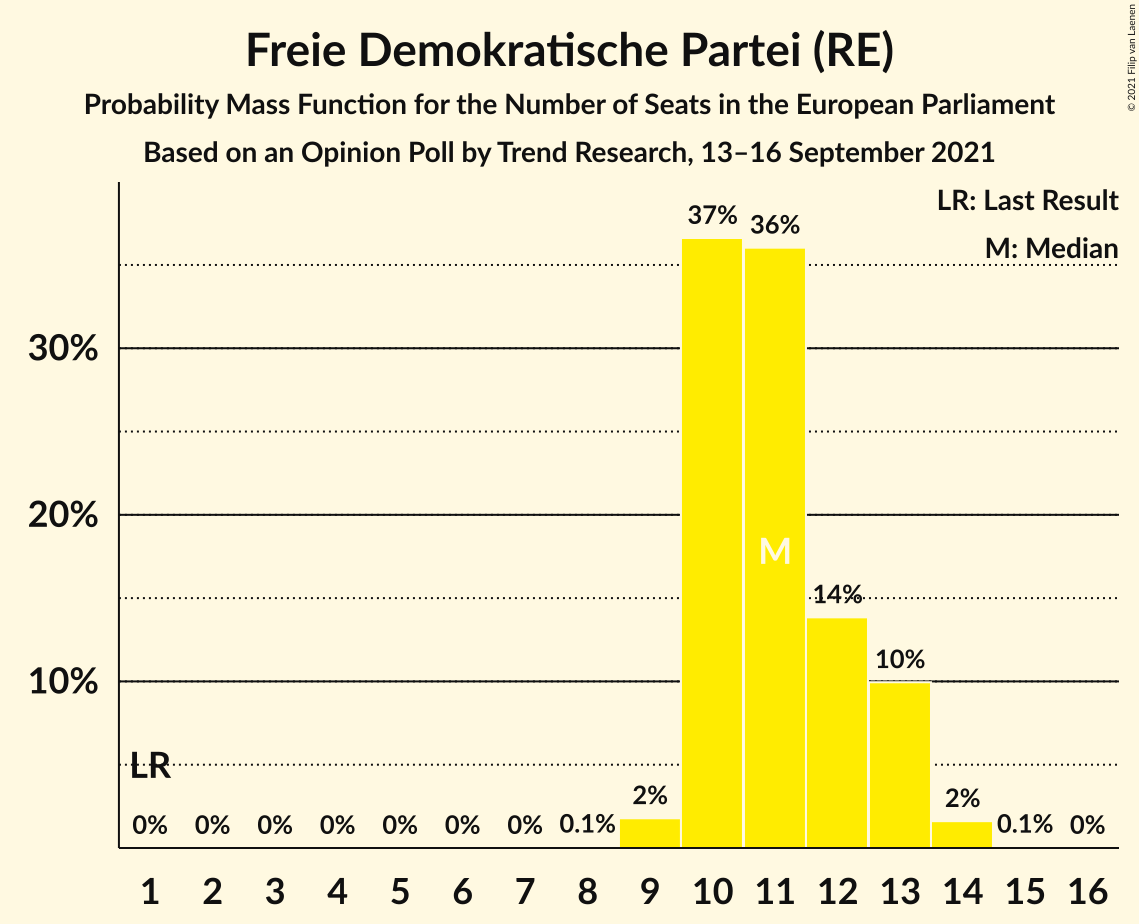 Freie Demokratische Partei (RE)
Probability Mass Function for the Number of Seats in the European Parliament
Based on an Opinion Poll by Trend Research, 13–16 September 2021
© 2021 Filip van Laenen
LR: Last Result
M: Median
37%
36%
30%
20%
M
14%
10%
10%
LR
2%
2%
0%
0%
0%
0%
0%
0%
0%
0.1%
0.1%
0%
1 2 3 4 5 6 7 8 9 10 11 12 13 14 15 16